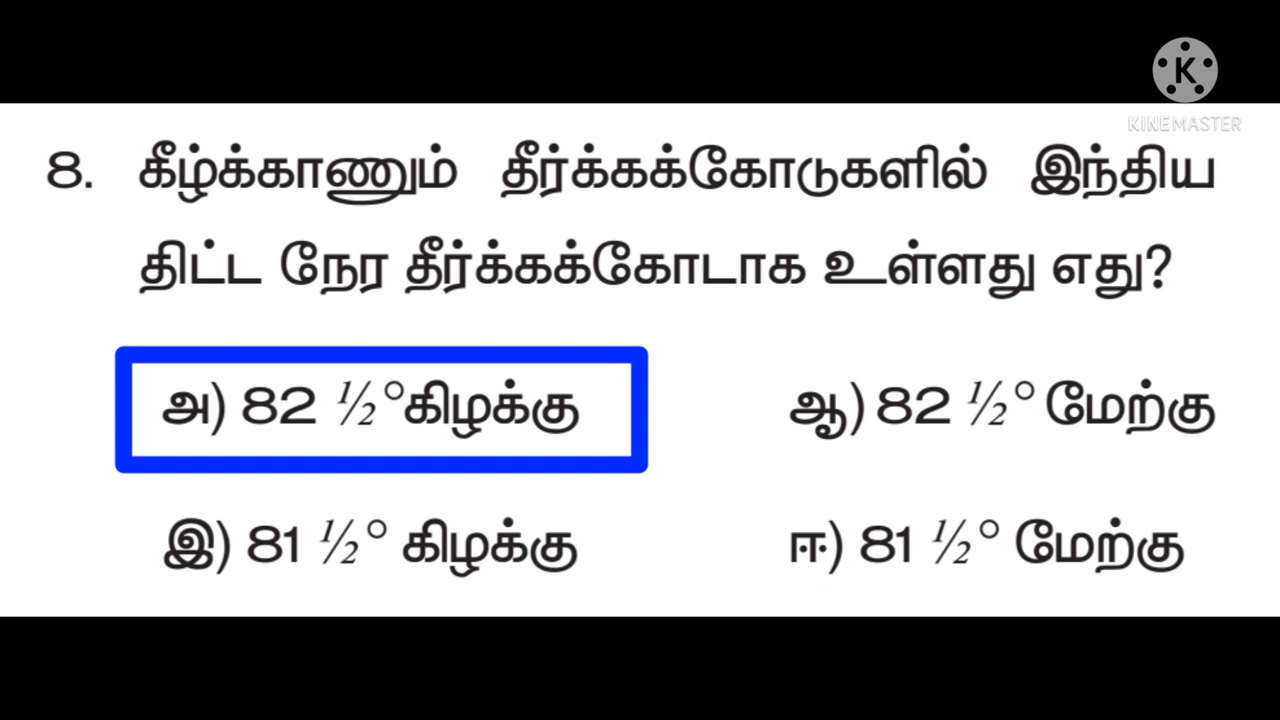 K
KINEMASTER
8. கீழ்க்காணும் தீர்க்கக்கோடுகளில் இந்திய
திட்ட நேர தீர்க்கக்கோடாக உள்ளது எது?
அ) 82 ½°கிழக்கு ஆ) 82 ½° மேற்கு
இ) 81 ½° கிழக்கு ஈ) 81 ½° மேற்கு